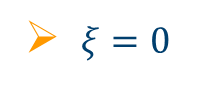 ➢ ξ = 0